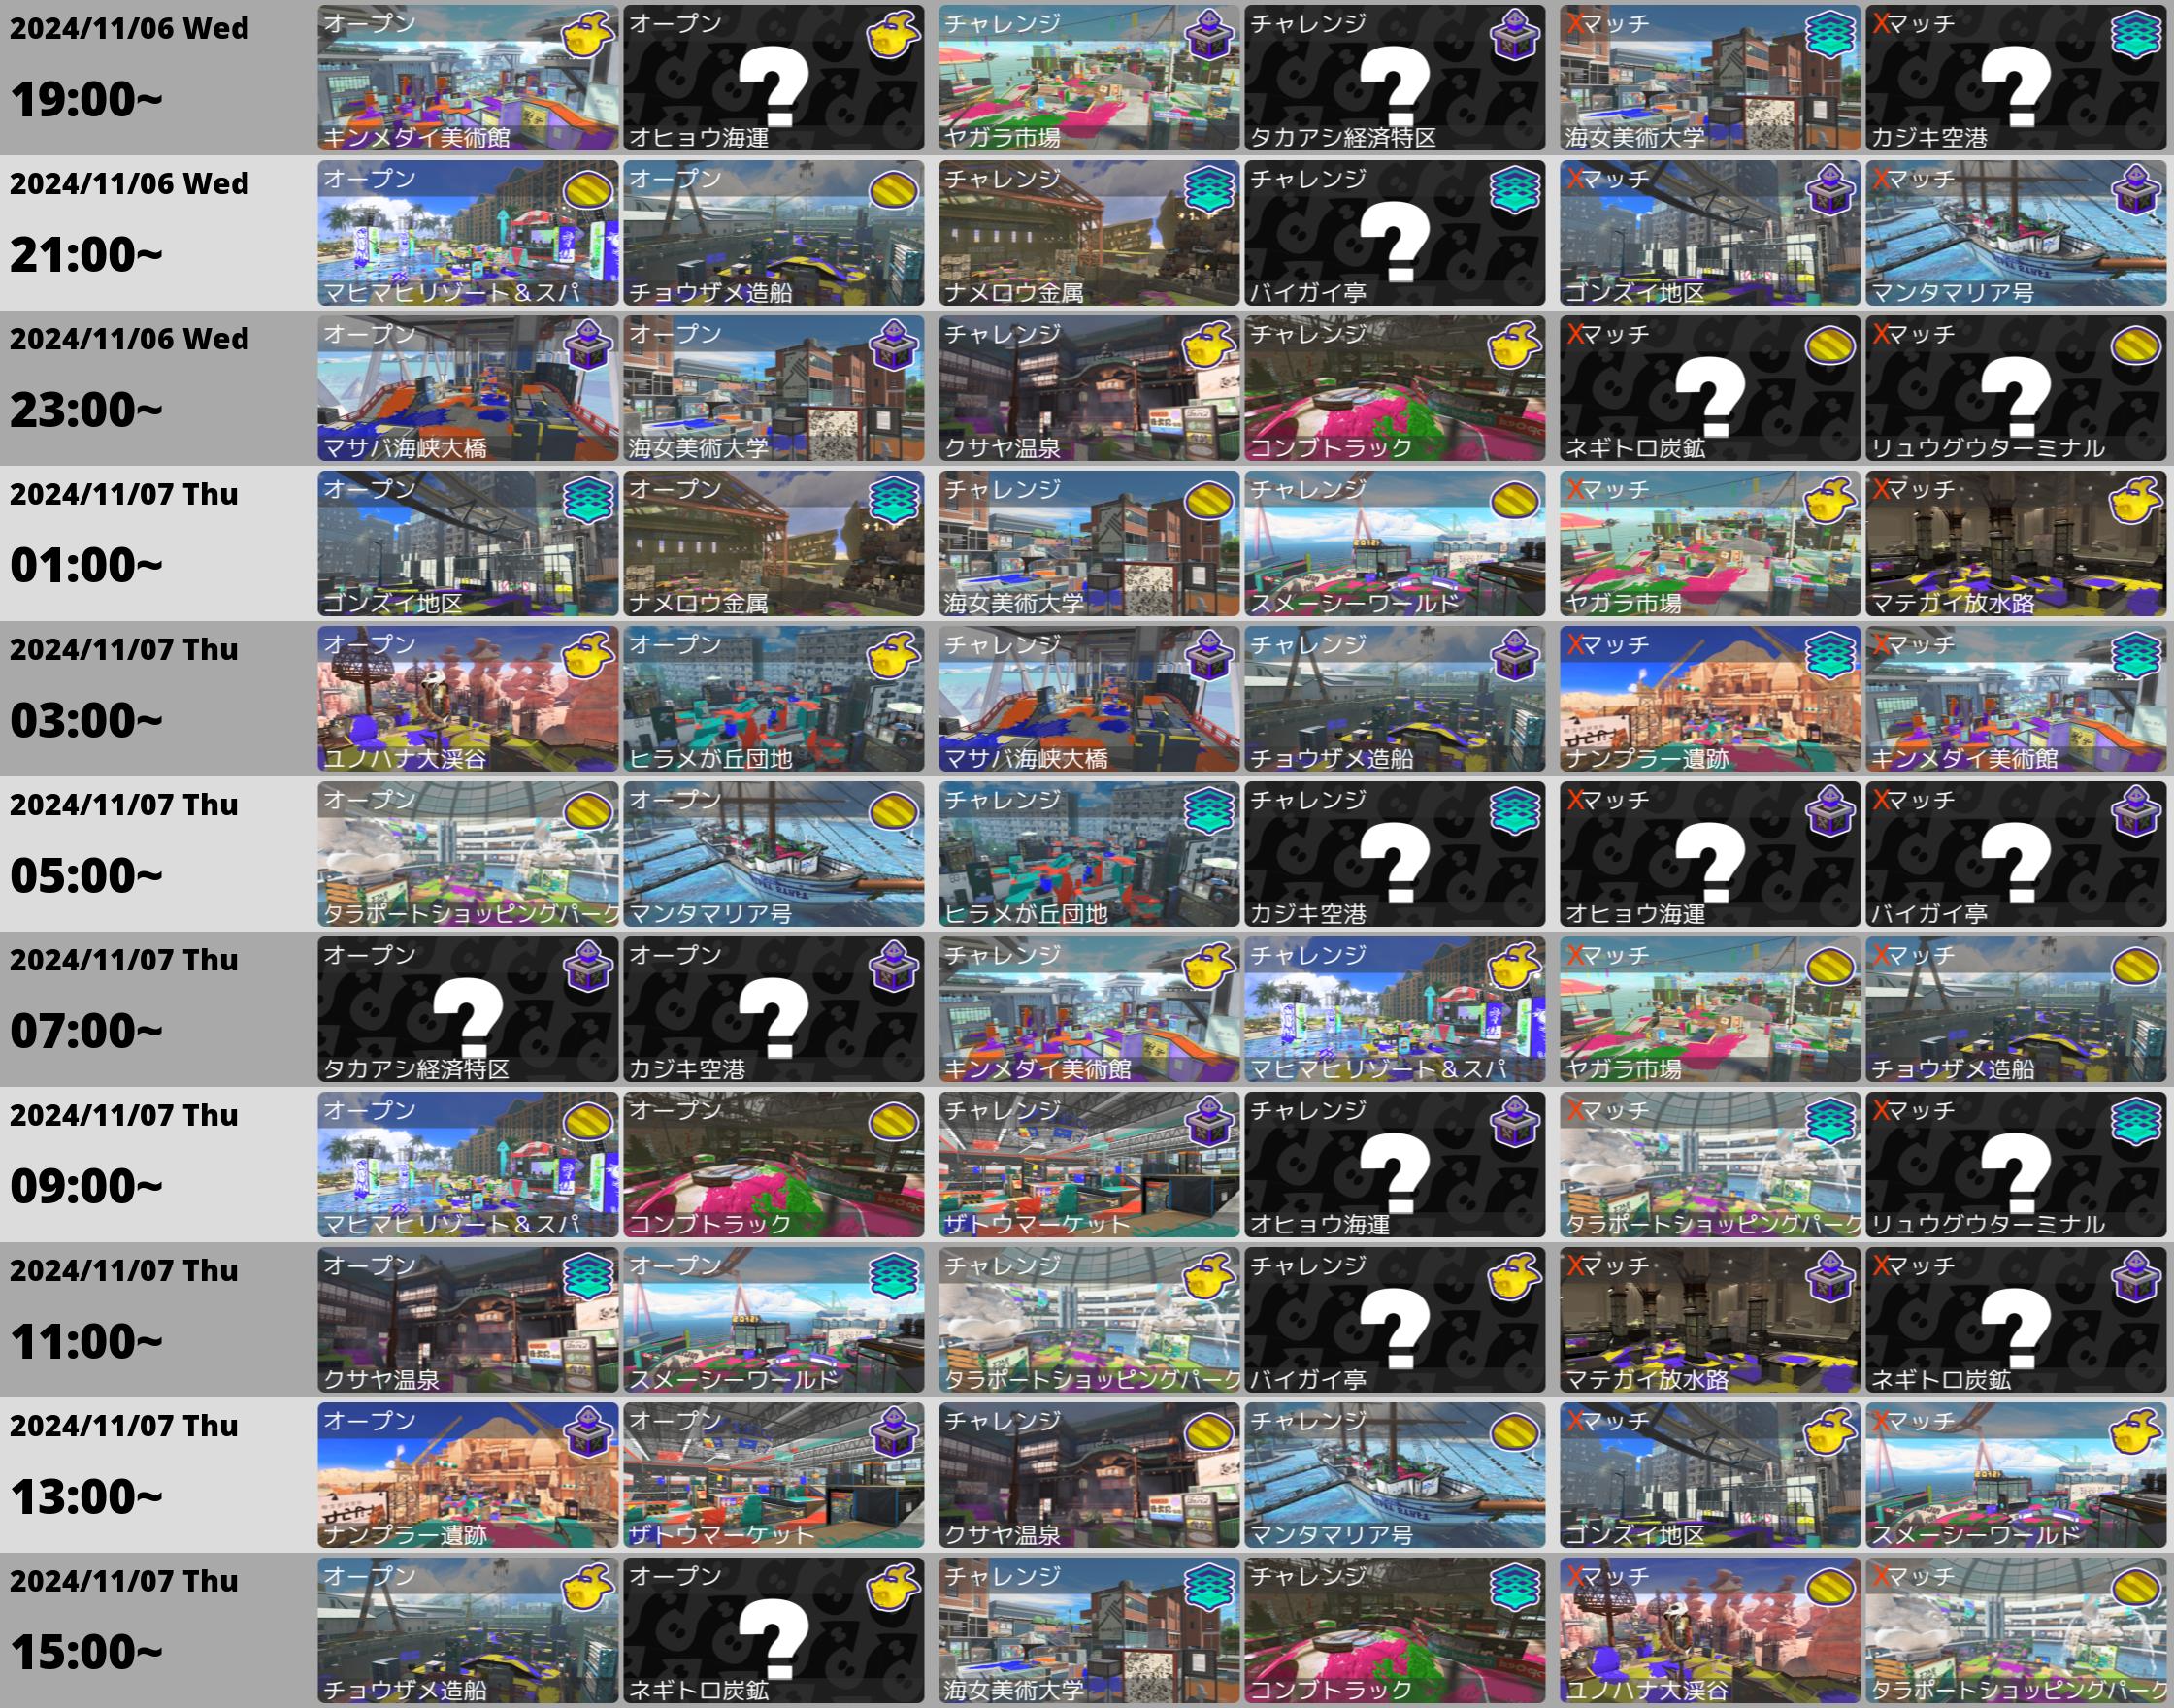 2024/11/06 Wed
19:00~
オープン
キンメダイ美術館
オープン
?
オヒョウ海運
チャレンジ
ヤガラ市場
チャレンジ
?
タカアシ経済特区
Xマッチ
海女美術大学
Xマッチ
?
カジキ空港
2024/11/06 Wed
21:00~
オープン
マヒマヒリゾート&スパ
オープン
チョウザメ造船
チャレンジ
ナメロウ金属
チャレンジ
?
バイガイ亭
Xマッチ
ゴンズイ地区
Xマッチ
マンタマリア号
2024/11/06 Wed
23:00~
オープン
マサバ海峡大橋
オープン
海女美術大学
チャレンジ
クサヤ温泉
チャレンジ
コンブトラック
Xマッチ
?
ネギトロ炭鉱
Xマッチ
?
リュウグウターミナル
2024/11/07 Thu
01:00~
オープン
ゴンズイ地区
オープン
ナメロウ金属
チャレンジ
海女美術大学
チャレンジ
スメーシーワールド
Xマッチ
ヤガラ市場
Xマッチ
マテガイ放水路
2024/11/07 Thu
03:00~
オープン
ユノハナ大渓谷
オープン
ヒラメが丘団地
チャレンジ
マサバ海峡大橋
チャレンジ
チョウザメ造船
Xマッチ
ナンプラー遺跡
Xマッチ
キンメダイ美術館
2024/11/07 Thu
05:00~
オープン
タラポートショッピングパーク
オープン
マンタマリア号
チャレンジ
ヒラメが丘団地
チャレンジ
?
カジキ空港
Xマッチ
?
オヒョウ海運
Xマッチ
?
バイガイ亭
2024/11/07 Thu
07:00~
オープン
?
タカアシ経済特区
オープン
?
カジキ空港
チャレンジ
キンメダイ美術館
チャレンジ
マヒマヒリゾート&スパ
Xマッチ
ヤガラ市場
Xマッチ
チョウザメ造船
2024/11/07 Thu
09:00~
オープン
マヒマヒリゾート&スパ
オープン
コンブトラック
チャレンジ
ザトウマーケット
チャレンジ
?
オヒョウ海運
Xマッチ
タラポートショッピングパーク
Xマッチ
?
リュウグウターミナル
2024/11/07 Thu
11:00~
オープン
クサヤ温泉
オープン
スメーシーワールド
チャレンジ
タラポートショッピングパーク
チャレンジ
?
バイガイ亭
Xマッチ
マテガイ放水路
Xマッチ
?
ネギトロ炭鉱
2024/11/07 Thu
13:00~
オープン
ナンプラー遺跡
オープン
ザトウマーケット
チャレンジ
クサヤ温泉
チャレンジ
マンタマリア号
Xマッチ
ゴンズイ地区
Xマッチ
スメーシーワールド
2024/11/07 Thu
15:00~
オープン
チョウザメ造船
オープン
?
ネギトロ炭鉱
チャレンジ
海女美術大学
チャレンジ
コンブトラック
Xマッチ
ユノハナ大渓谷
Xマッチ
タラポートショッピングパーク